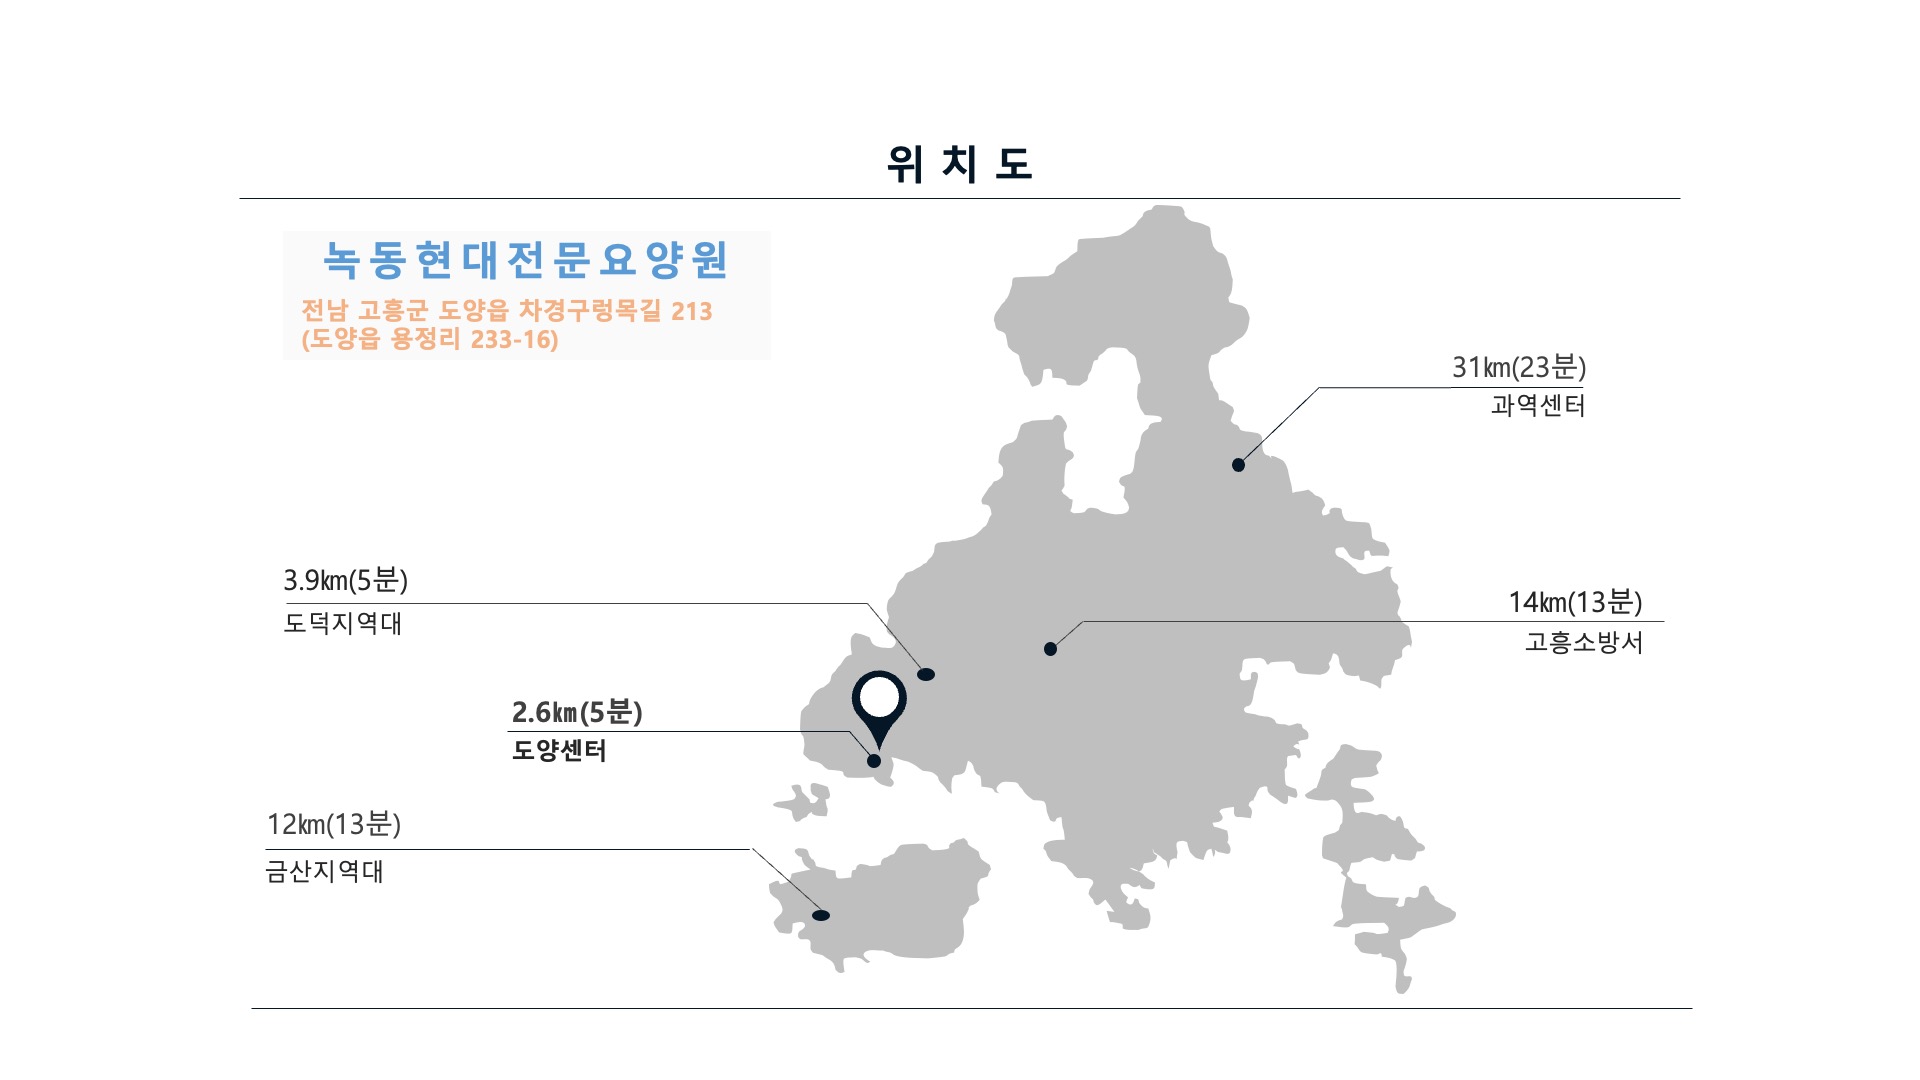 위 치 도
녹동현대전문요양원
전남 고흥군 도양읍 차경구렁목길 213
(도양읍 용정리 233-16)
31㎞(23분)
과역센터
3.9㎞(5분)
도덕지역대
14㎞(13분)
고흥소방서
2.6㎞(5분)
도양센터
12㎞(13분)
금산지역대